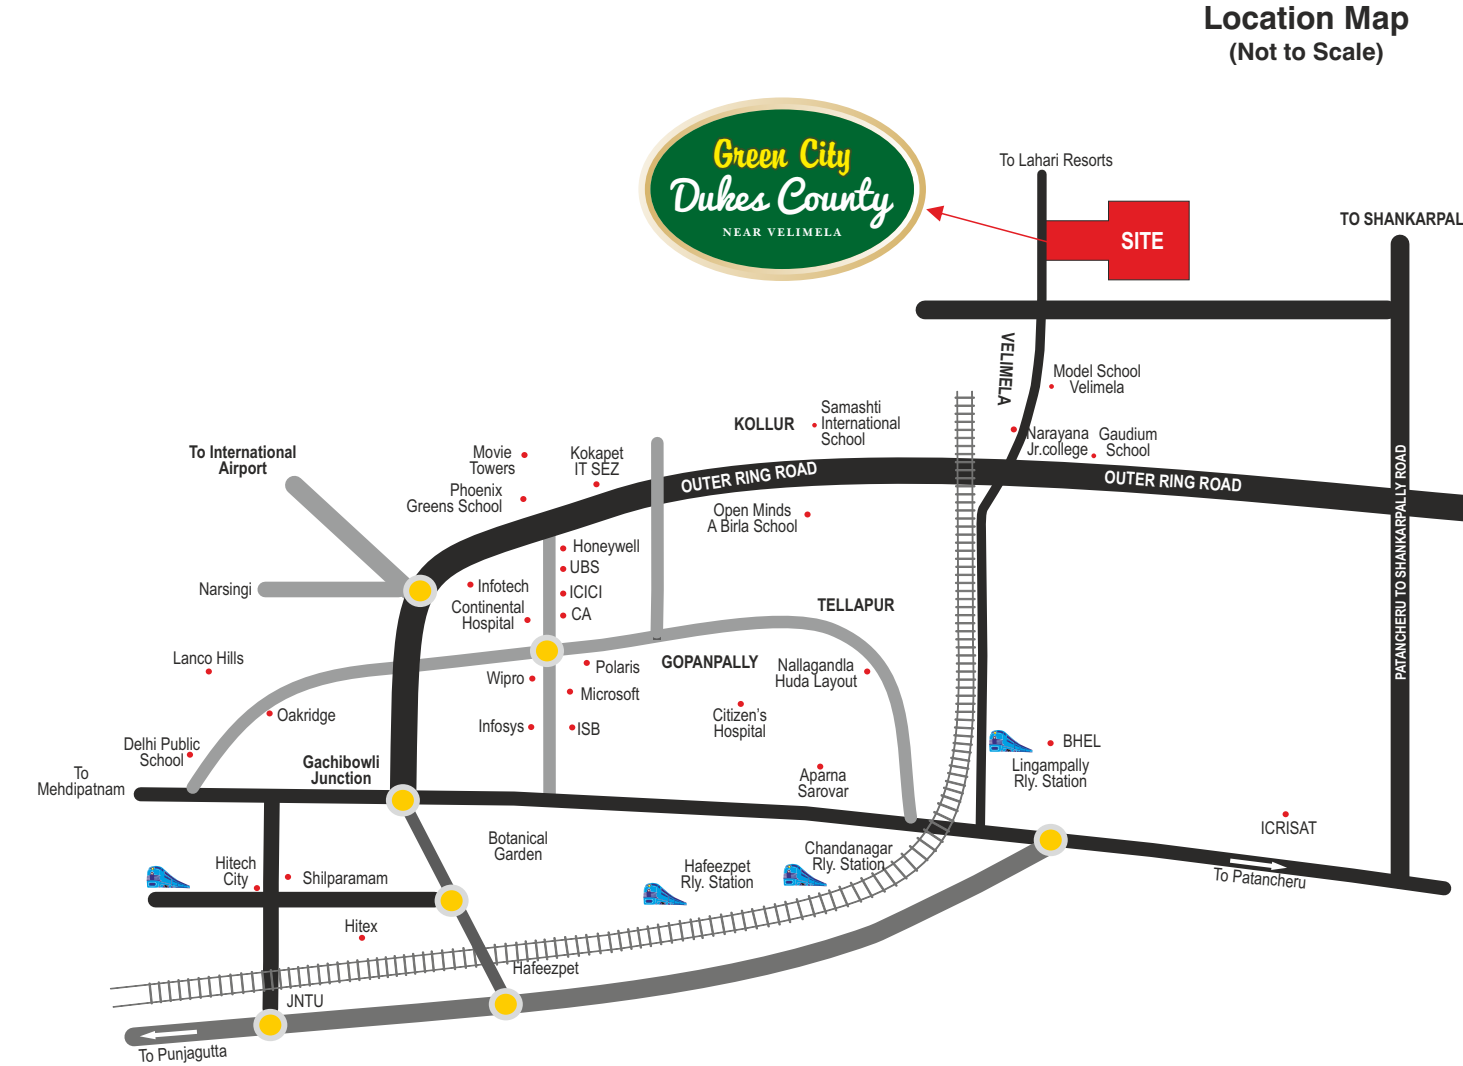 Location Map
(Not to Scale)
Green City
Dukes County
NEAR VELIMELA
To Lahari Resorts
SITE
TO SHANKARPAL
VELIMELA
Model School
Velimela
Samashti
International
School
KOLLUR
Narayana
Jr.college
Gaudium
School
To International
Airport
Movie
Towers
Kokapet
IT SEZ
Phoenix
Greens School
OUTER RING ROAD
OUTER RING ROAD
PATANCHERU TO SHANKARPALLY ROAD
Open Minds
A Birla School
Honeywell
UBS
Infotech
ICICI
Continental
Hospital
CA
Narsingi
TELLAPUR
Lanco Hills
GOPANPALLY
Polaris
Nallagandla
Huda Layout
Wipro
Microsoft
Oakridge
Citizen's
Hospital
Infosys
ISB
Delhi Public
School
BHEL
Gachibowli
Junction
Lingampally
Rly. Station
To
Mehdipatnam
Aparna
Sarovar
ICRISAT
Botanical
Garden
Chandanagar
Rly. Station
Hitech
City
Shilparamam
Hafeezpet
Rly. Station
To Patancheru
Hitex
Hafeezpet
JNTU
To Punjagutta